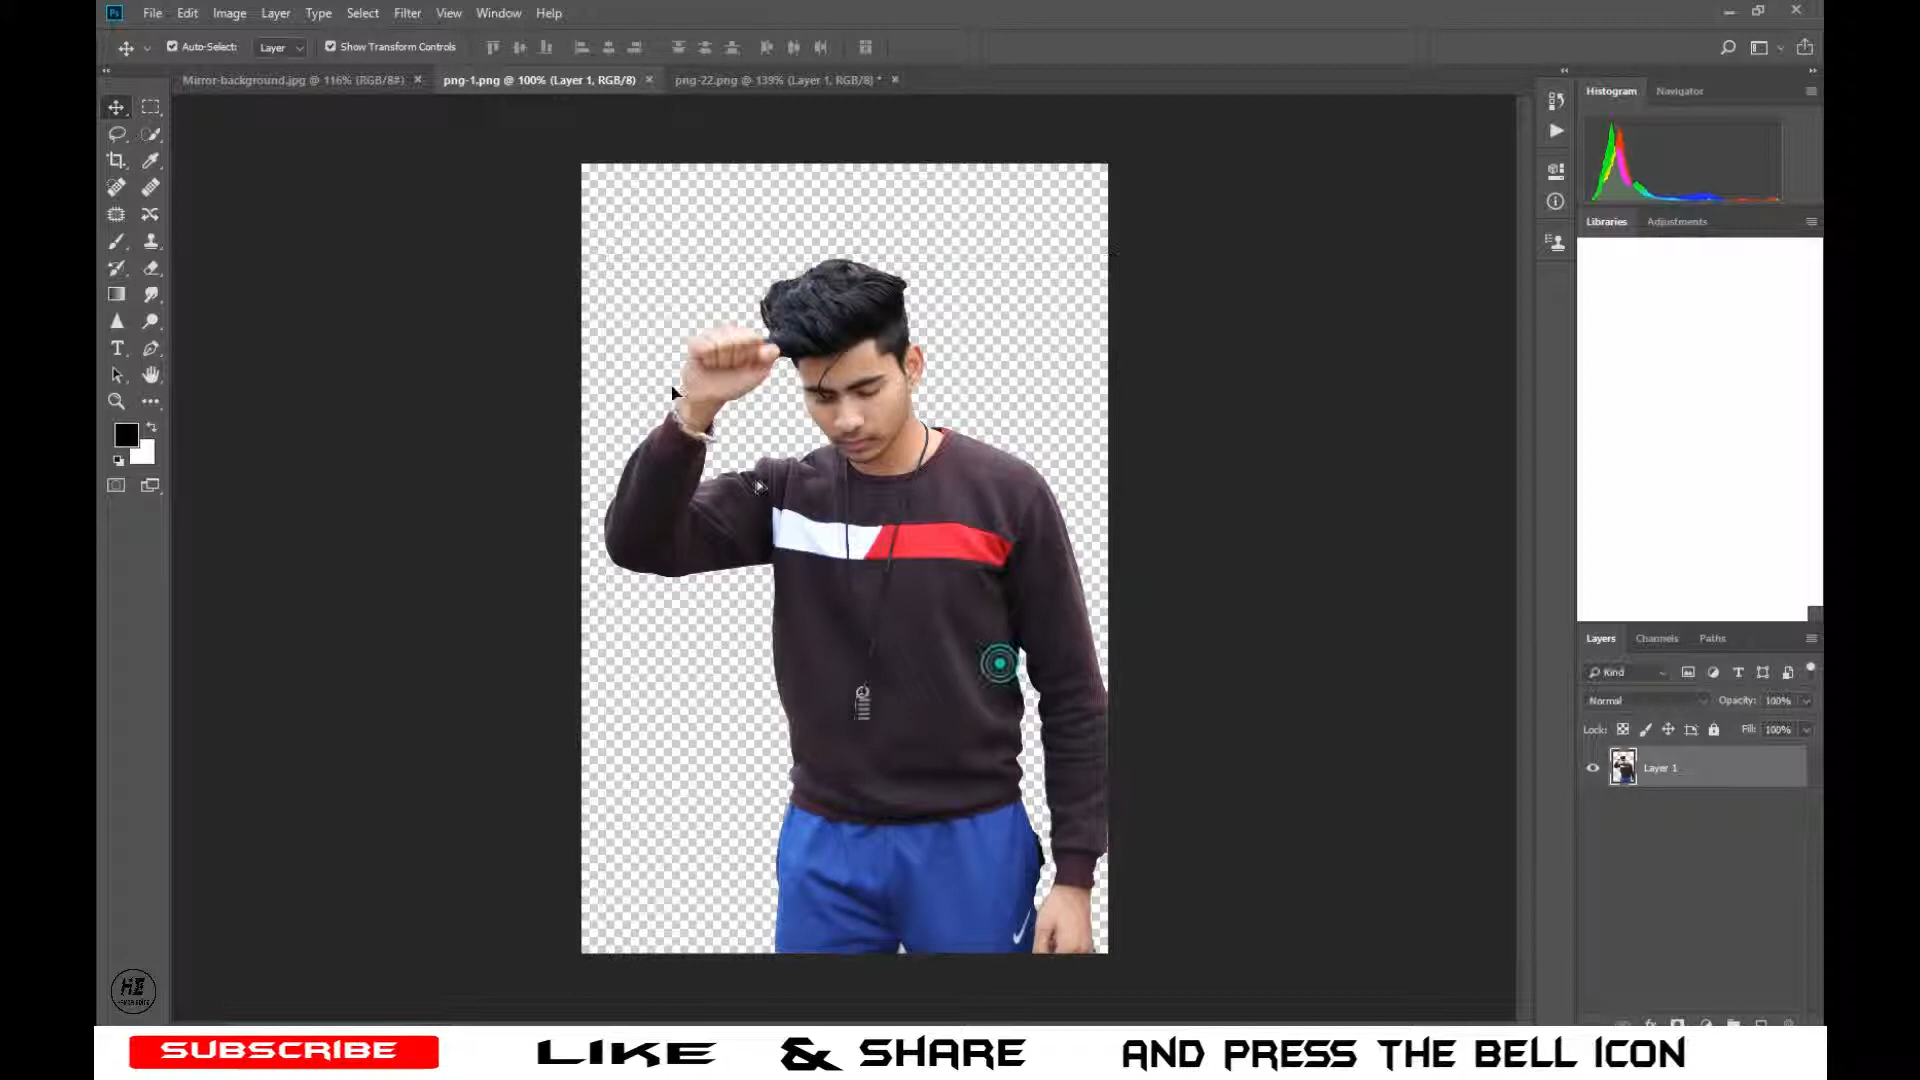 Ps File Edit Image Layer Type Select Filter View Window Help
Auto-Select: Layer Show Transform Controls
Mirror-background.jpg @ 116% (RGB/8#) × png-1.png @ 100% (Layer 1, RGB/8) × png-22.png @ 139% (Layer 1, RGB/8) * ×
Histogram Navigator
Libraries Adjustments
Layers Channels Paths
Kind
Normal Opacity: 100%
Lock: Fill: 100%
Layer 1
HE
SUBSCRIBE LIKE & SHARE AND PRESS THE BELL ICON